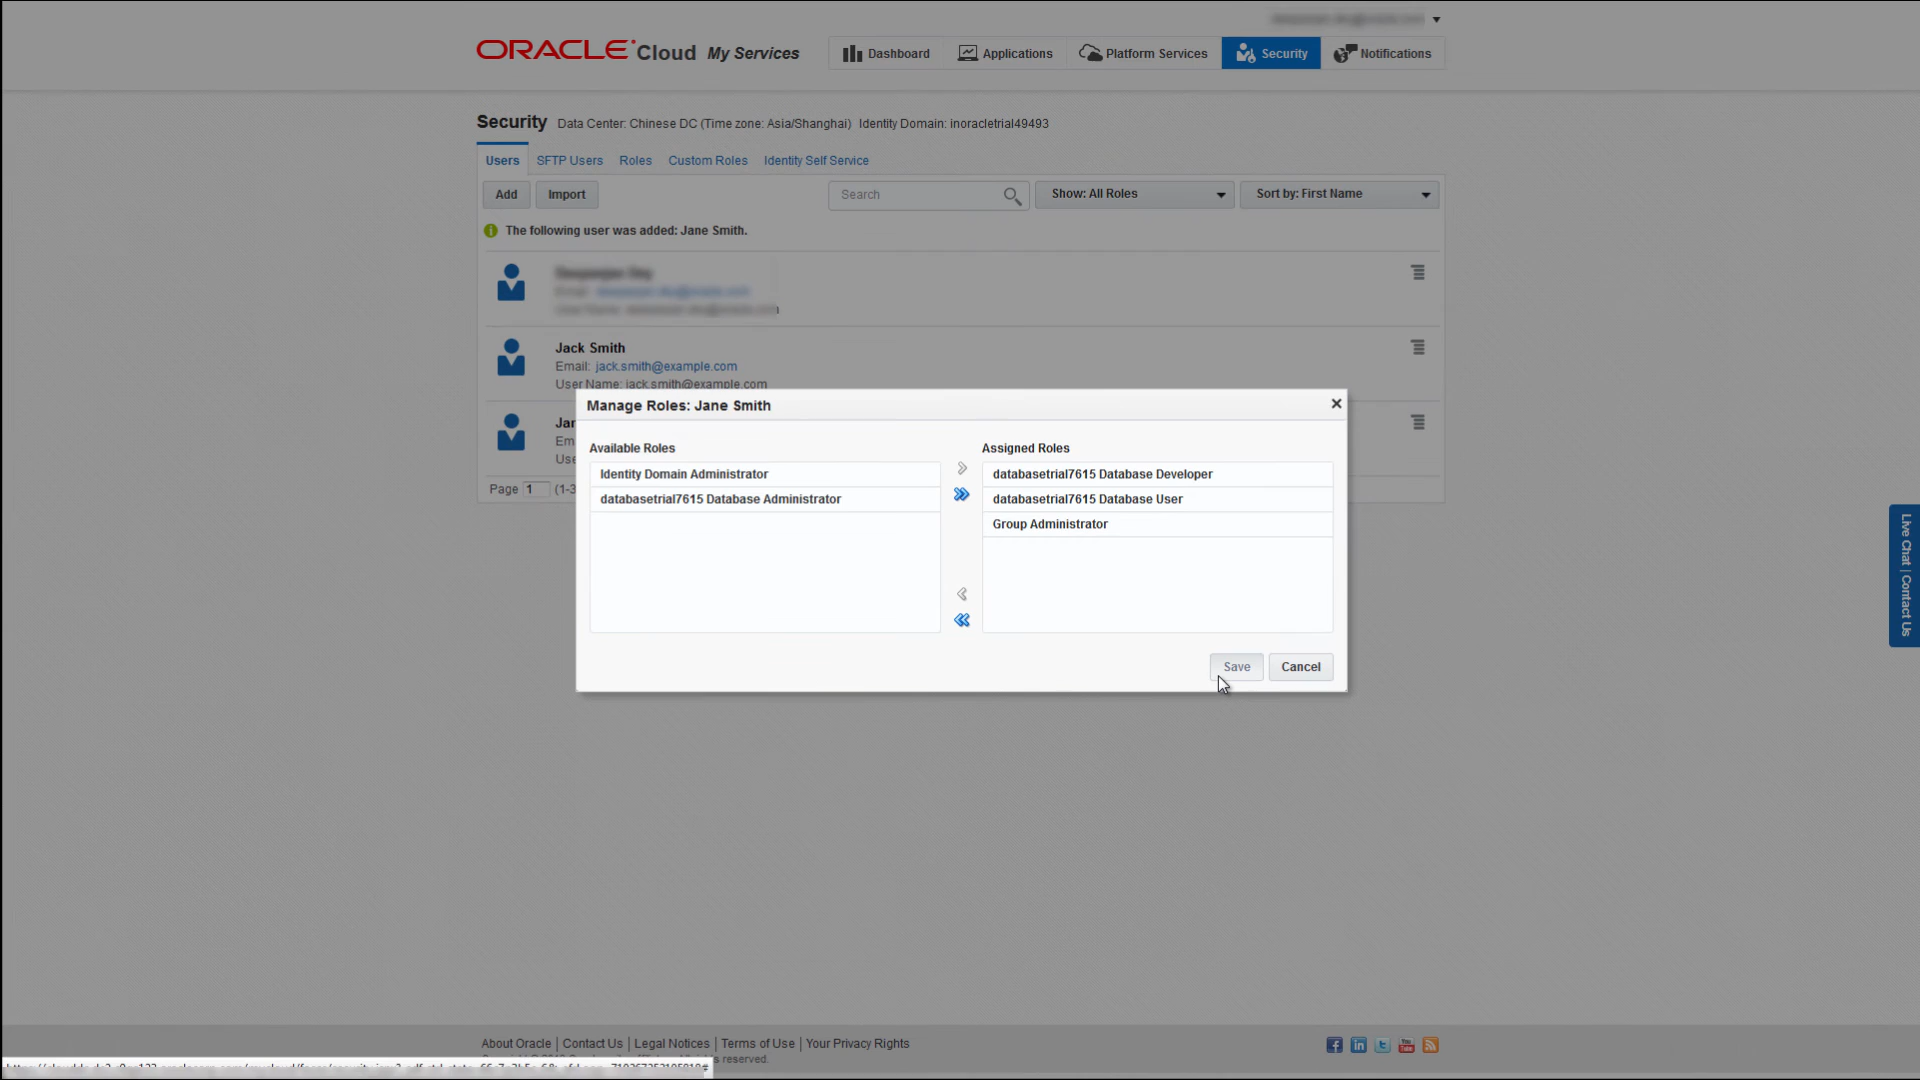 ORACLE Cloud My Services
Dashboard
Applications
Platform Services
Security
Notifications
Security Data Center: Chinese DC (Time zone: Asia/Shanghai) Identity Domain: inoracletrial49493
Users SFTP Users Roles Custom Roles Identity Self Service
Add Import Search Show: All Roles Sort by: First Name
The following user was added: Jane Smith.
Jack Smith
Email: jack.smith@example.com
User Name: jack.smith@example.com
Page 1 (1-3
Manage Roles: Jane Smith
Available Roles
Identity Domain Administrator
databasetrial7615 Database Administrator
Assigned Roles
databasetrial7615 Database Developer
databasetrial7615 Database User
Group Administrator
Save Cancel
Live Chat | Contact Us
About Oracle | Contact Us | Legal Notices | Terms of Use | Your Privacy Rights
reserved.